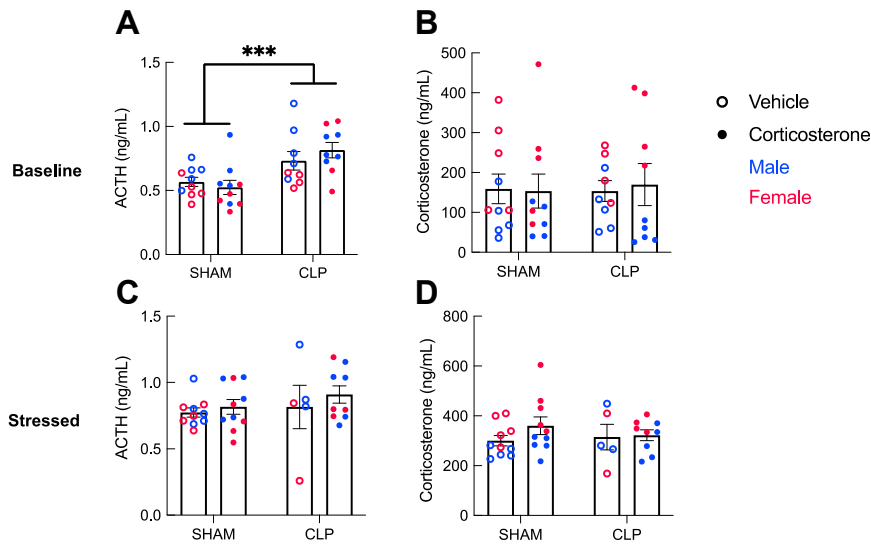 A
B
***
ACTH (ng/mL)
1.5
1.0
0.5
0.0
SHAM
CLP
Corticosterone (ng/mL)
500
400
300
200
100
0
SHAM
CLP
Vehicle
Corticosterone
Male
Female
Baseline
C
D
ACTH (ng/mL)
1.5
1.0
0.5
0.0
SHAM
CLP
Corticosterone (ng/mL)
800
600
400
200
0
SHAM
CLP
Stressed